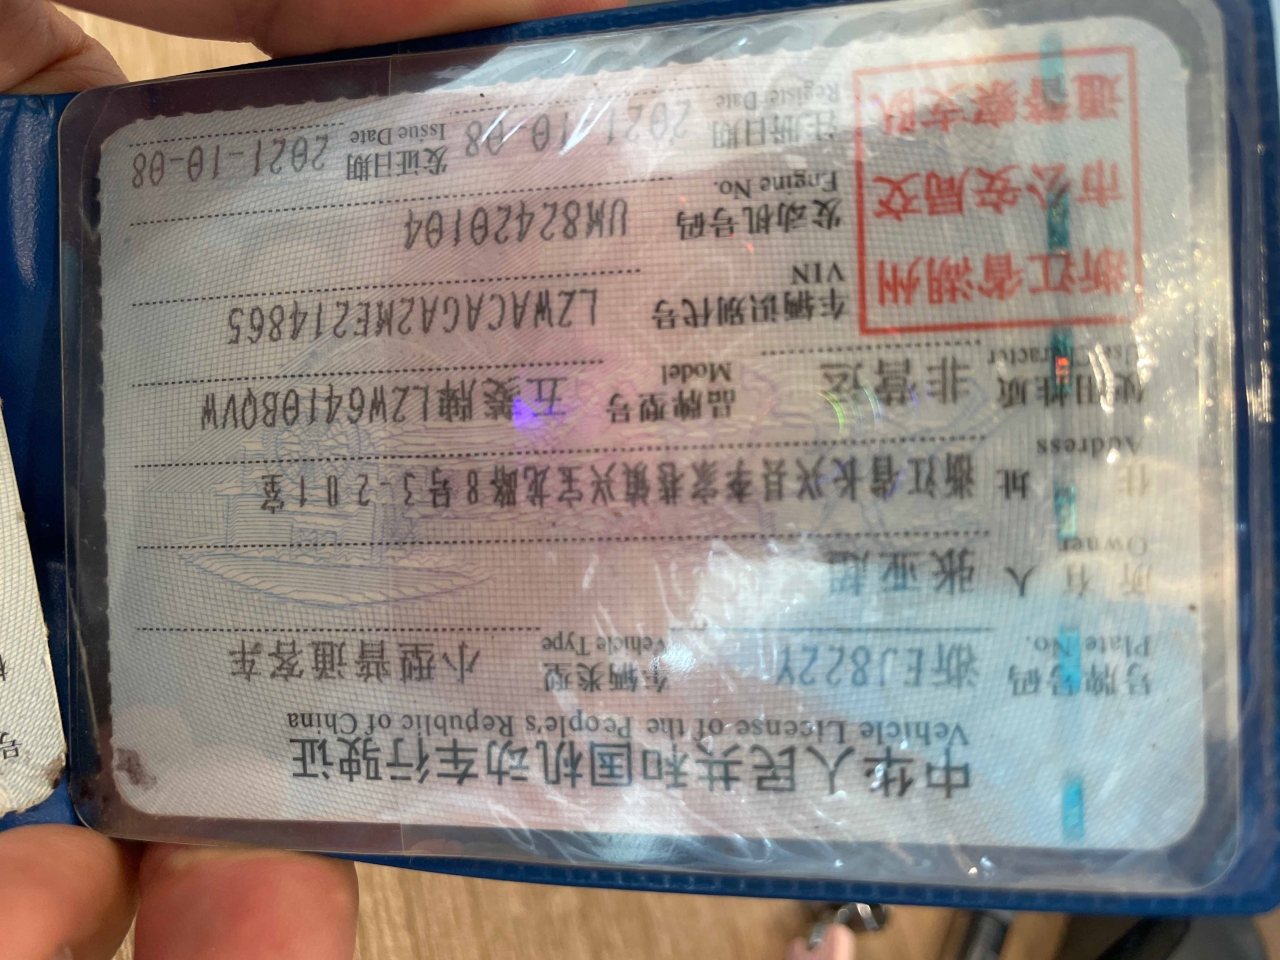 中华人民共和国机动车行驶证
Vehicle License of the People's Republic of China
号牌号码 浙EJ822Y 车辆类型 小型普通客车
Plate No. Vehicle Type
所有人 张亚超
Owner
住址 浙江省长兴县李家巷镇兴宝龙路8号3-201室
Address
使用性质 非营运 品牌型号 五菱牌LZW6410BQVW
Use Character Model
浙江省湖州
市公安局交
通警察支队
车辆识别代号 LZWACAGA2ME214865
VIN
发动机号码 UM82420104
Engine No.
注册日期 2021-10-08 发证日期 2021-10-08
Register Date Issue Date